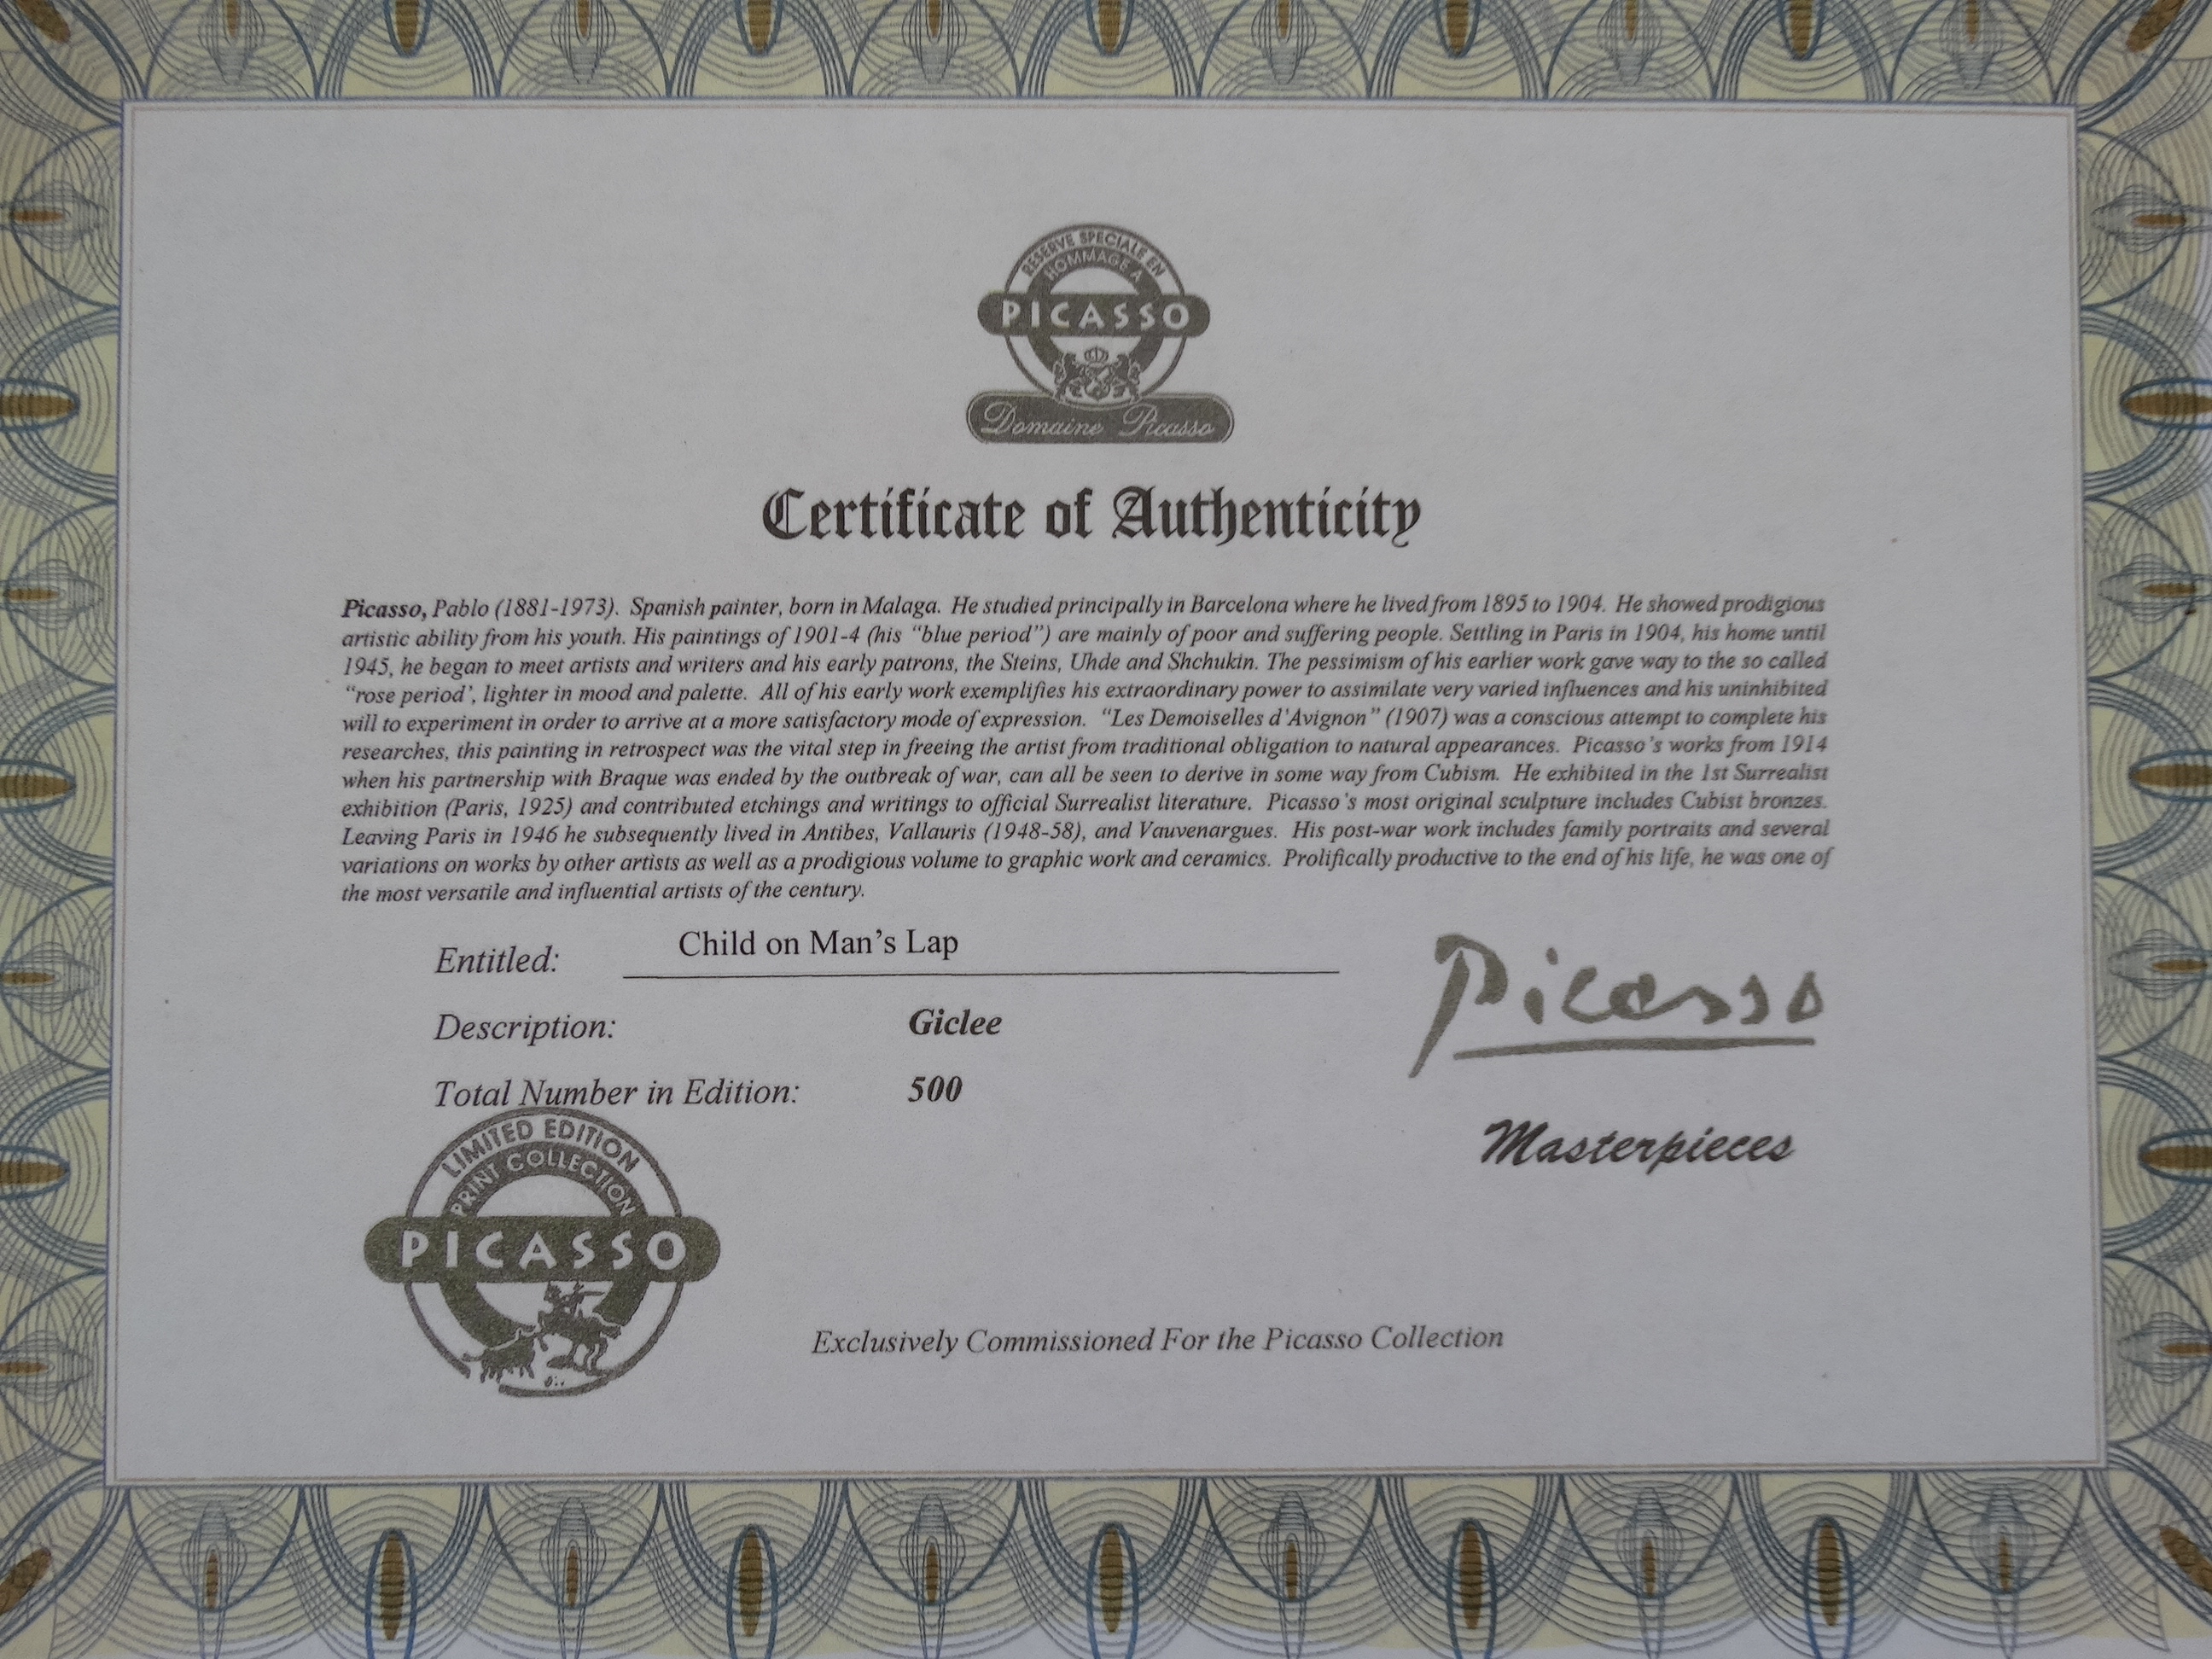 RESERVE SPECIALE EN
HOMMAGE A
PICASSO
Domaine Picasso
Certificate of Authenticity
Picasso, Pablo (1881-1973). Spanish painter, born in Malaga. He studied principally in Barcelona where he lived from 1895 to 1904. He showed prodigious
artistic ability from his youth. His paintings of 1901-4 (his “blue period”) are mainly of poor and suffering people. Settling in Paris in 1904, his home until
1945, he began to meet artists and writers and his early patrons, the Steins, Uhde and Shchukin. The pessimism of his earlier work gave way to the so called
“rose period’, lighter in mood and palette. All of his early work exemplifies his extraordinary power to assimilate very varied influences and his uninhibited
will to experiment in order to arrive at a more satisfactory mode of expression. “Les Demoiselles d'Avignon” (1907) was a conscious attempt to complete his
researches, this painting in retrospect was the vital step in freeing the artist from traditional obligation to natural appearances. Picasso’s works from 1914
when his partnership with Braque was ended by the outbreak of war, can all be seen to derive in some way from Cubism. He exhibited in the 1st Surrealist
exhibition (Paris, 1925) and contributed etchings and writings to official Surrealist literature. Picasso’s most original sculpture includes Cubist bronzes.
Leaving Paris in 1946 he subsequently lived in Antibes, Vallauris (1948-58), and Vauvenargues. His post-war work includes family portraits and several
variations on works by other artists as well as a prodigious volume to graphic work and ceramics. Prolifically productive to the end of his life, he was one of
the most versatile and influential artists of the century.
Entitled: Child on Man’s Lap
Description: Giclee
Total Number in Edition: 500
Picasso
Masterpieces
LIMITED EDITION
PRINT COLLECTION
PICASSO
Exclusively Commissioned For the Picasso Collection